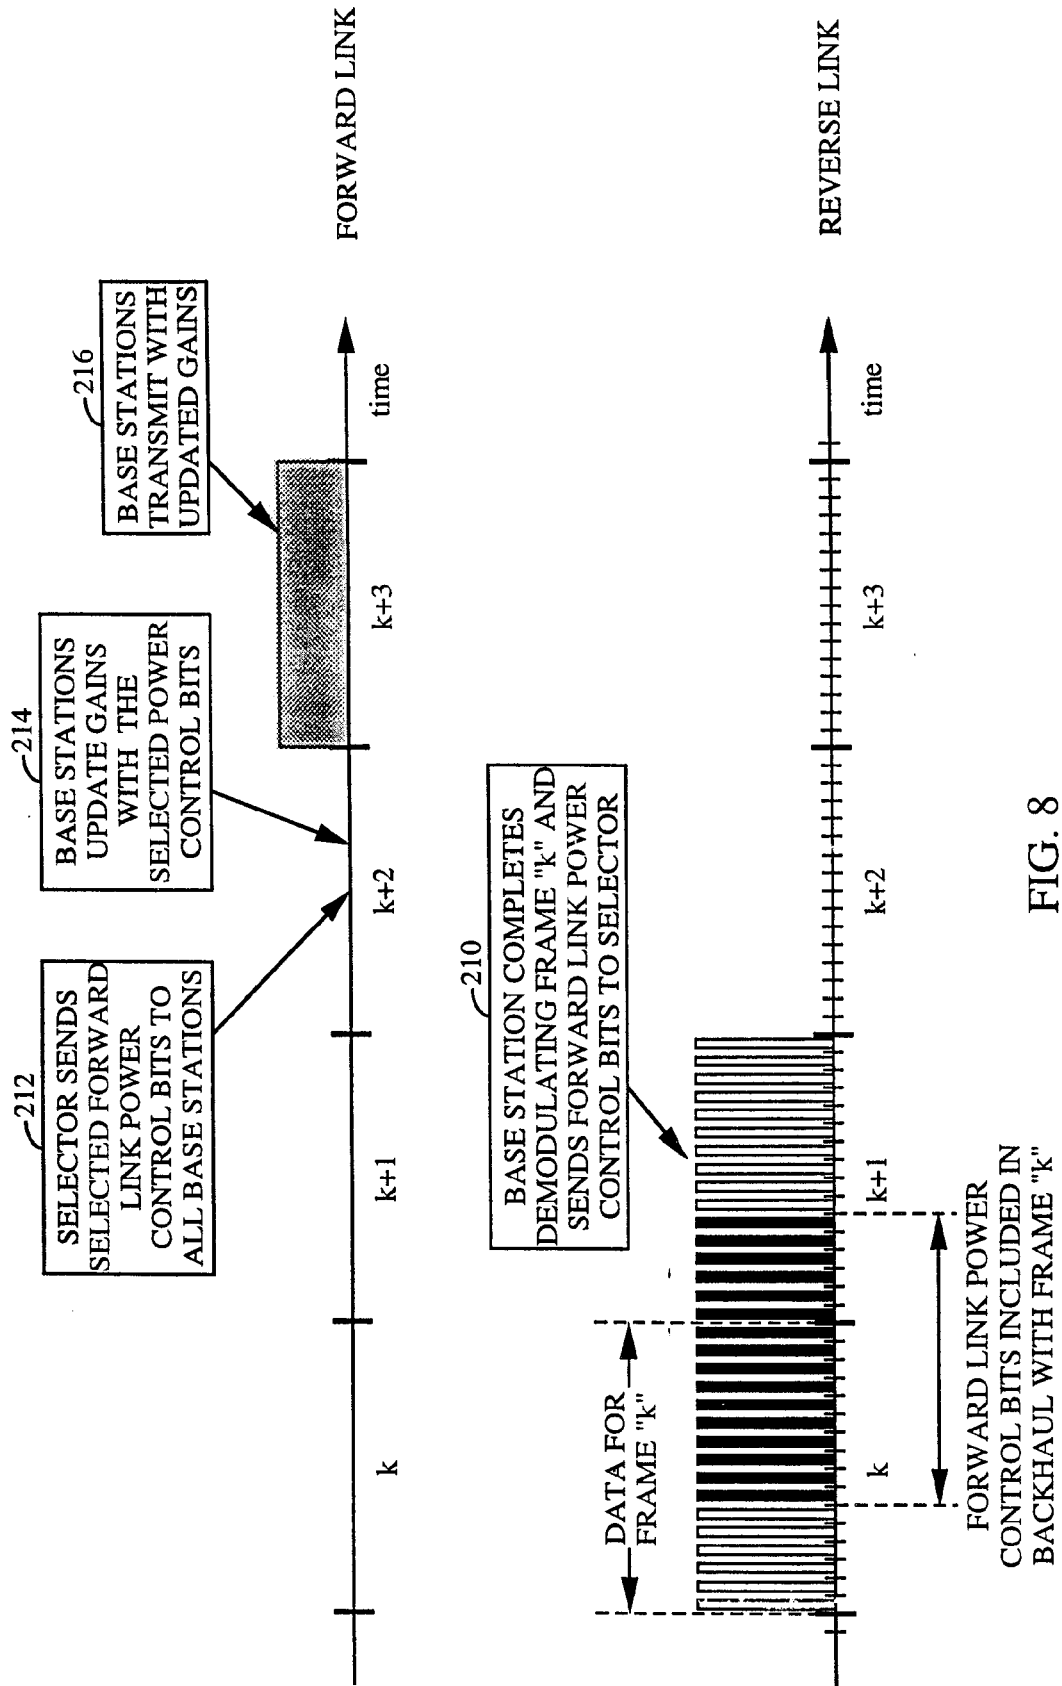 212
SELECTOR SENDS
SELECTED FORWARD
LINK POWER
CONTROL BITS TO
ALL BASE STATIONS
214
BASE STATIONS
UPDATE GAINS
WITH THE
SELECTED POWER
CONTROL BITS
216
BASE STATIONS
TRANSMIT WITH
UPDATED GAINS
k
k+1
k+2
k+3
time
FORWARD LINK
210
BASE STATION COMPLETES
DEMODULATING FRAME "k" AND
SENDS FORWARD LINK POWER
CONTROL BITS TO SELECTOR
DATA FOR
FRAME "k"
k
k+1
k+2
k+3
time
REVERSE LINK
FORWARD LINK POWER
CONTROL BITS INCLUDED IN
BACKHAUL WITH FRAME "k"
FIG. 8